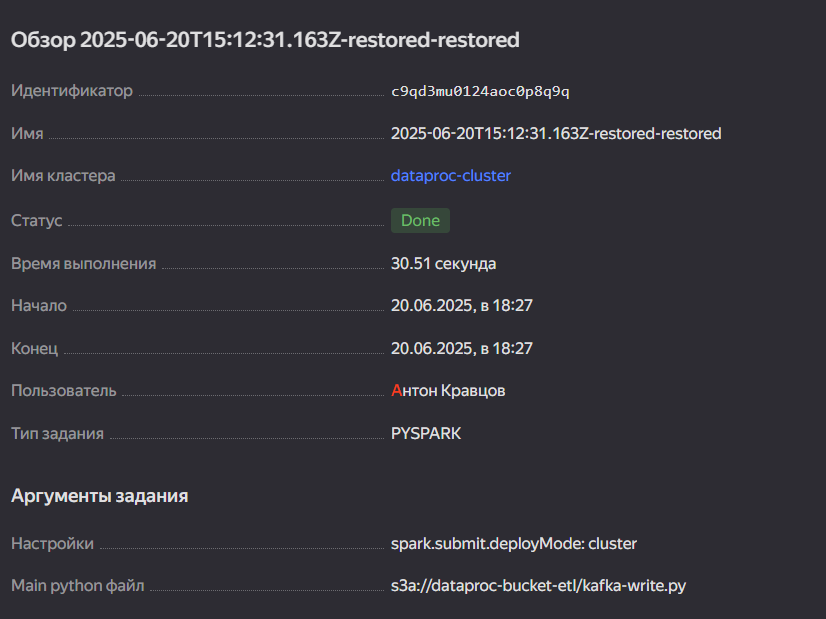 Обзор 2025-06-20T15:12:31.163Z-restored-restored
Идентификатор c9qd3mu0124aoc0p8q9q
Имя 2025-06-20T15:12:31.163Z-restored-restored
Имя кластера dataproc-cluster
Статус Done
Время выполнения 30.51 секунда
Начало 20.06.2025, в 18:27
Конец 20.06.2025, в 18:27
Пользователь Антон Кравцов
Тип задания PYSPARK
Аргументы задания
Настройки spark.submit.deployMode: cluster
Main python файл s3a://dataproc-bucket-etl/kafka-write.py